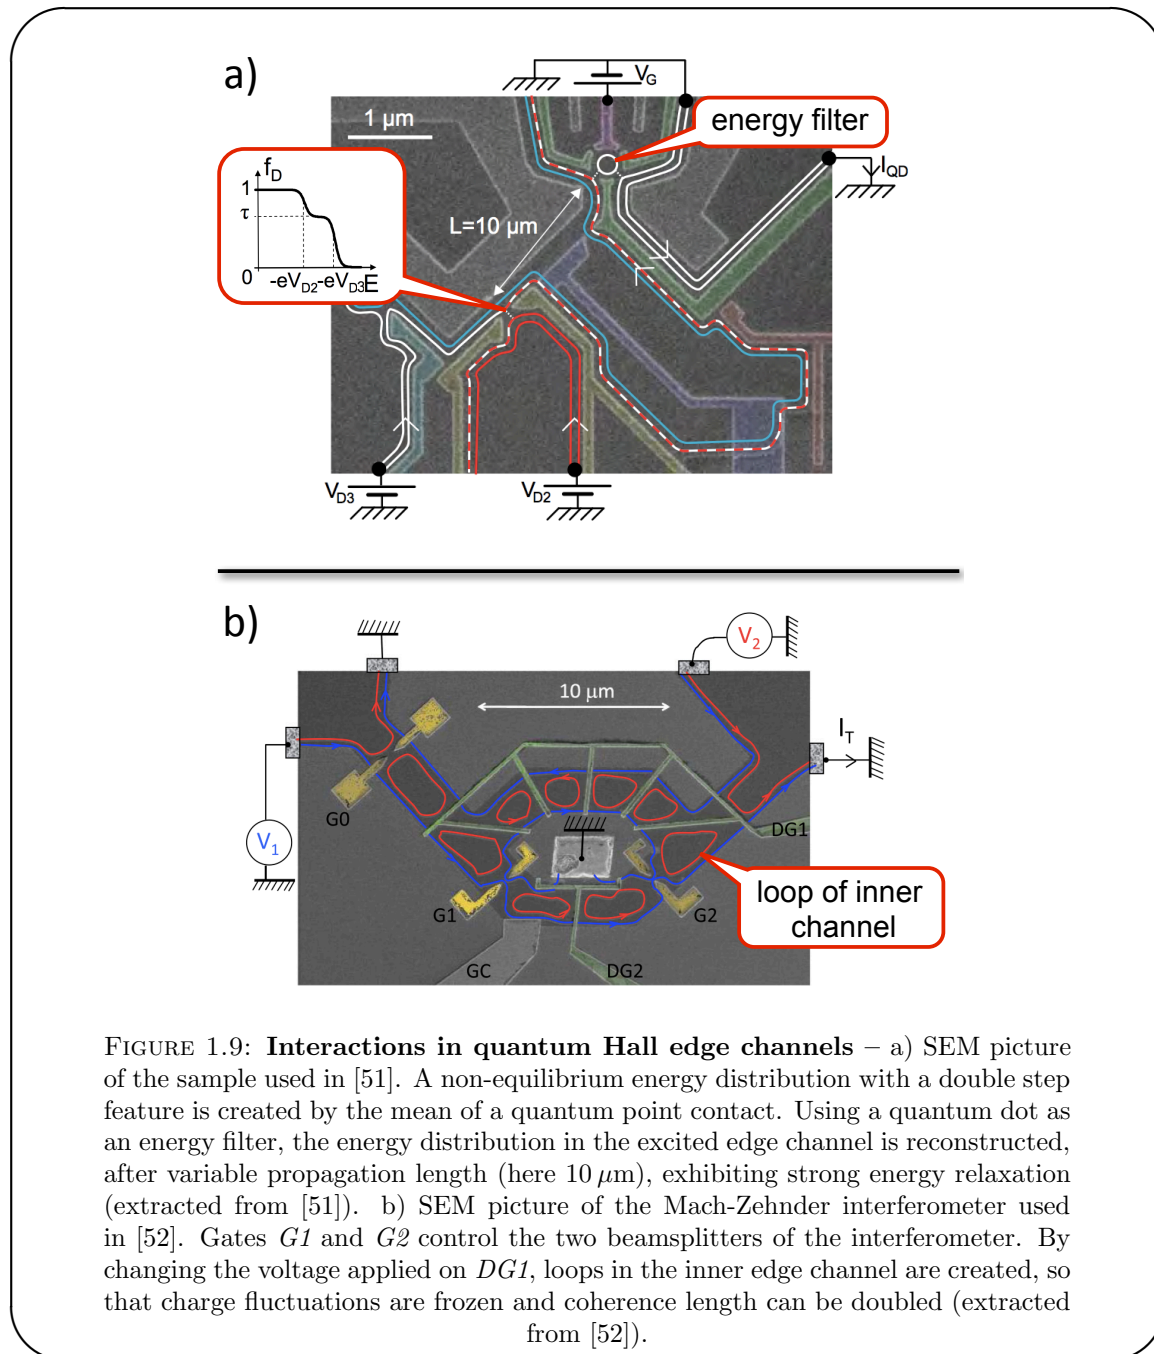 a)
V_G
1 µm
energy filter
f_D
1
τ
0
-eV_D2 -eV_D3 E
I_QD
L=10 µm
V_D3
V_D2
b)
V_2
10 µm
I_T
G0
V_1
DG1
G1
G2
loop of inner
channel
GC
DG2
FIGURE 1.9: Interactions in quantum Hall edge channels – a) SEM picture
of the sample used in [51]. A non-equilibrium energy distribution with a double step
feature is created by the mean of a quantum point contact. Using a quantum dot as
an energy filter, the energy distribution in the excited edge channel is reconstructed,
after variable propagation length (here 10 µm), exhibiting strong energy relaxation
(extracted from [51]). b) SEM picture of the Mach-Zehnder interferometer used
in [52]. Gates G1 and G2 control the two beamsplitters of the interferometer. By
changing the voltage applied on DG1, loops in the inner edge channel are created, so
that charge fluctuations are frozen and coherence length can be doubled (extracted
from [52]).